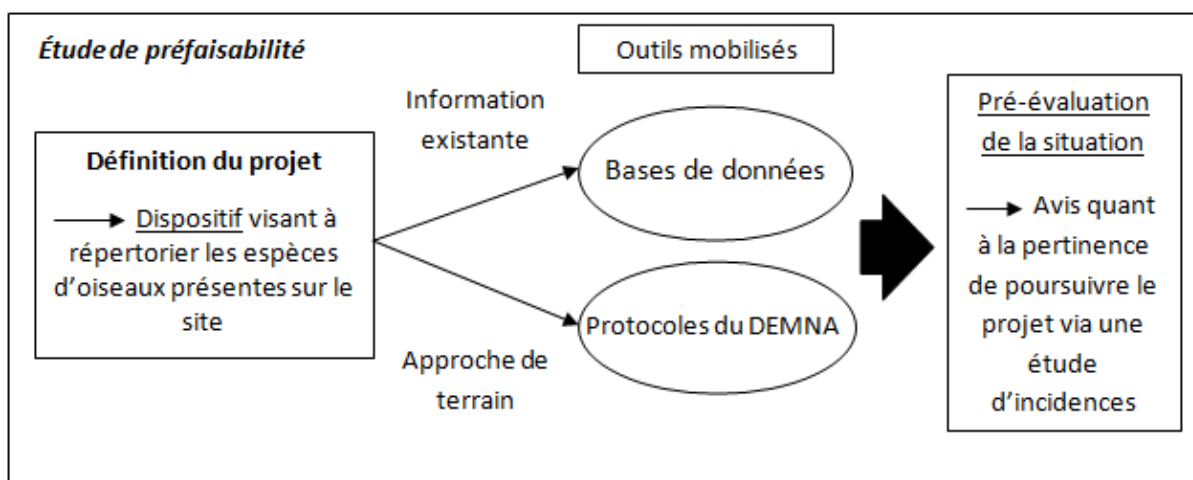 Étude de préfaisabilité
Outils mobilisés
Définition du projet
Dispositif visant à
répertorier les espèces
d'oiseaux présentes sur le
site
Information
existante
Bases de données
Approche de
terrain
Protocoles du DEMNA
Pré-évaluation
de la situation
Avis quant
à la pertinence
de poursuivre le
projet via une
étude
d'incidences